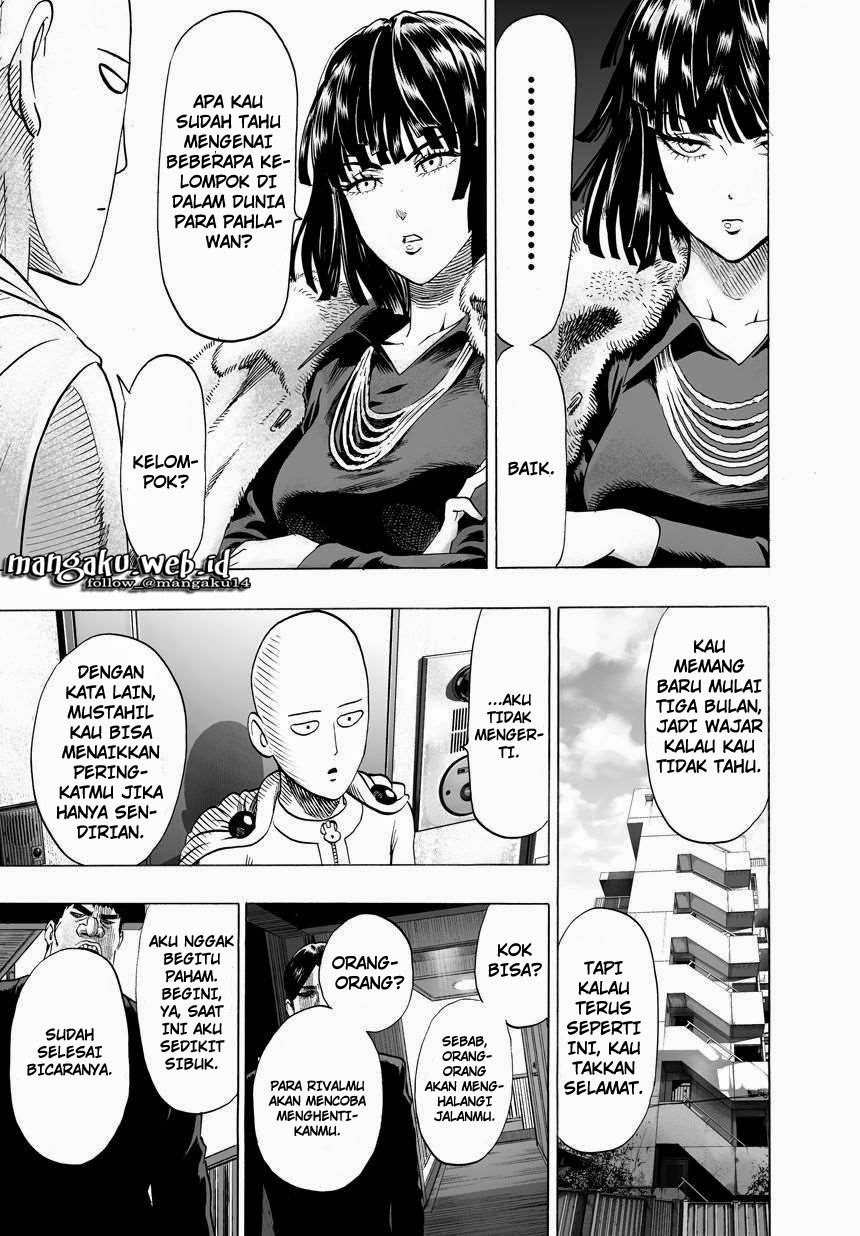 ..................
BAIK.
APA KAU
SUDAH TAHU
MENGENAI
BEBERAPA KE-
LOMPOK DI
DALAM DUNIA
PARA PAHLA-
WAN?
KELOM-
POK?
mangaku.web.id
follow_@mangaku14
KAU
MEMANG
BARU MULAI
TIGA BULAN,
JADI WAJAR
KALAU KAU
TIDAK TAHU.
TAPI
KALAU
TERUS
SEPERTI
INI, KAU
TAKKAN
SELAMAT.
...AKU
TIDAK
MENGER-
TI.
DENGAN
KATA LAIN,
MUSTAHIL
KAU BISA
MENAIKKAN
PERING-
KATMU JIKA
HANYA SEN-
DIRIAN.
KOK
BISA?
SEBAB,
ORANG-
ORANG
AKAN MENG-
HALANGI
JALANMU.
ORANG-
ORANG?
PARA RIVALMU
AKAN MENCOBA
MENGHENTI-
KANMU.
AKU NGGAK
BEGITU
PAHAM.
BEGINI,
YA, SAAT
INI AKU
SEDIKIT
SIBUK.
SUDAH
SELESAI
BICARANYA.